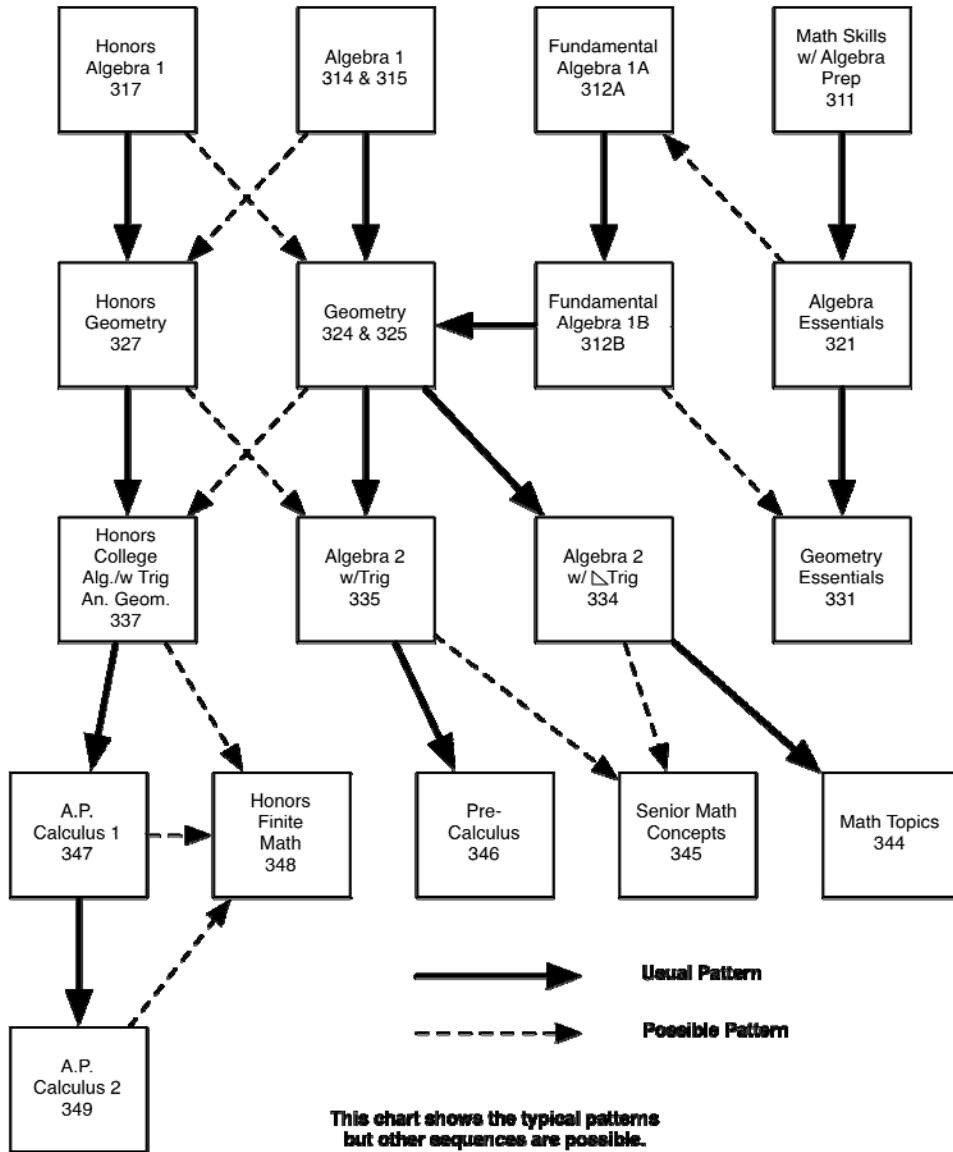 Honors
Algebra 1
317
Algebra 1
314 & 315
Fundamental
Algebra 1A
312A
Math Skills
w/ Algebra
Prep
311
Honors
Geometry
327
Geometry
324 & 325
Fundamental
Algebra 1B
312B
Algebra
Essentials
321
Honors
College
Alg./w Trig
An. Geom.
337
Algebra 2
w/Trig
335
Algebra 2
w/ ◺Trig
334
Geometry
Essentials
331
A.P.
Calculus 1
347
Honors
Finite
Math
348
Pre-
Calculus
346
Senior Math
Concepts
345
Math Topics
344
Usual Pattern
Possible Pattern
A.P.
Calculus 2
349
This chart shows the typical patterns
but other sequences are possible.